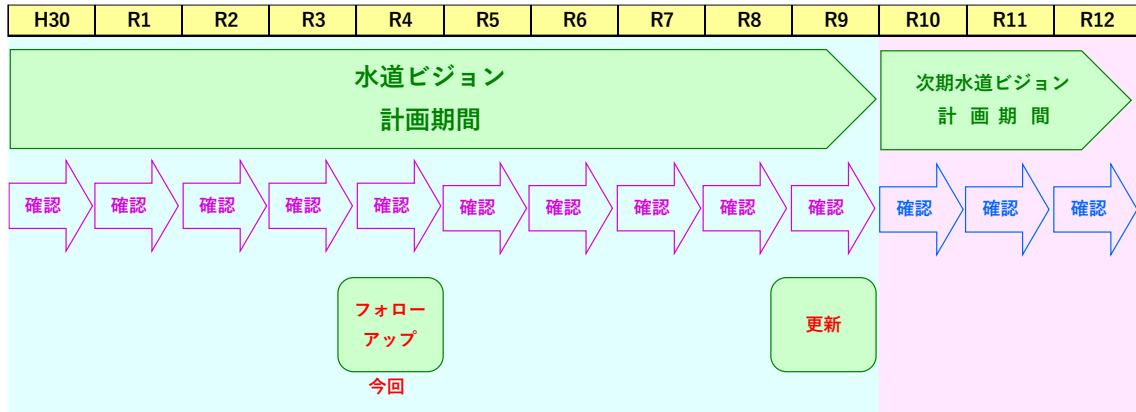 H30 R1 R2 R3 R4 R5 R6 R7 R8 R9 R10 R11 R12
水道ビジョン
計画期間
次期水道ビジョン
計画期間
確認 確認 確認 確認 確認 確認 確認 確認 確認 確認 確認 確認 確認
フォロー
アップ
更新
今回